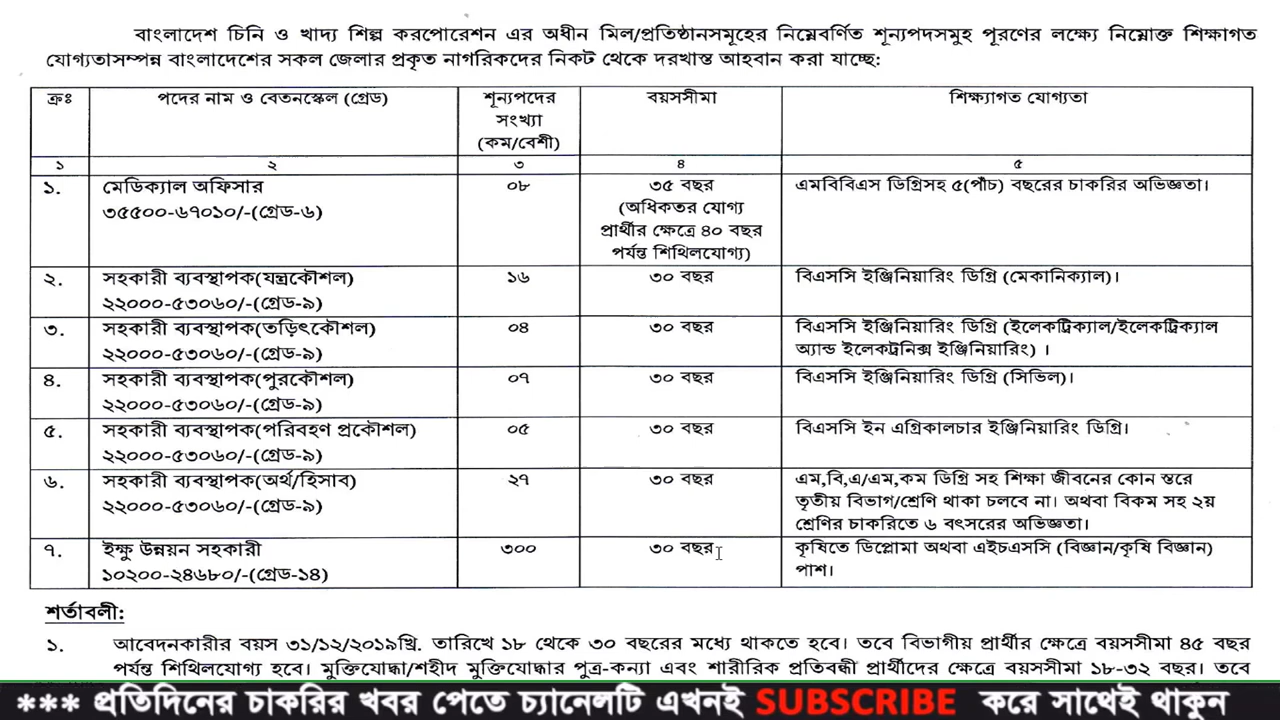 বাংলাদেশ চিনি ও খাদ্য শিল্প করপোরেশন এর অধীন মিল/প্রতিষ্ঠানসমূহের নিম্নেবর্ণিত শূন্যপদসমুহ পূরণের লক্ষ্যে নিম্নোক্ত শিক্ষাগত
যোগ্যতাসম্পন্ন বাংলাদেশের সকল জেলার প্রকৃত নাগরিকদের নিকট থেকে দরখাস্ত আহবান করা যাচ্ছে:
ক্রঃ পদের নাম ও বেতনস্কেল (গ্রেড) শূন্যপদের সংখ্যা (কম/বেশী) বয়সসীমা শিক্ষ্যাগত যোগ্যতা
১ ২ ৩ ৪ ৫
১. মেডিক্যাল অফিসার ০৮ ৩৫ বছর এমবিবিএস ডিগ্রিসহ ৫(পাঁচ) বছরের চাকরির অভিজ্ঞতা।
৩৫৫০০-৬৭০১০/-(গ্রেড-৬) (অধিকতর যোগ্য
প্রার্থীর ক্ষেত্রে ৪০ বছর
পর্যন্ত শিথিলযোগ্য)
২. সহকারী ব্যবস্থাপক(যন্ত্রকৌশল) ১৬ ৩০ বছর বিএসসি ইঞ্জিনিয়ারিং ডিগ্রি (মেকানিক্যাল)।
২২০০০-৫৩০৬০/-(গ্রেড-৯)
৩. সহকারী ব্যবস্থাপক(তড়িৎকৌশল) ০৪ ৩০ বছর বিএসসি ইঞ্জিনিয়ারিং ডিগ্রি (ইলেকট্রিক্যাল/ইলেকট্রিক্যাল
২২০০০-৫৩০৬০/-(গ্রেড-৯) অ্যান্ড ইলেকট্রনিক্স ইঞ্জিনিয়ারিং) ।
৪. সহকারী ব্যবস্থাপক(পুরকৌশল) ০৭ ৩০ বছর বিএসসি ইঞ্জিনিয়ারিং ডিগ্রি (সিভিল)।
২২০০০-৫৩০৬০/-(গ্রেড-৯)
৫. সহকারী ব্যবস্থাপক(পরিবহণ প্রকৌশল) ০৫ ৩০ বছর বিএসসি ইন এগ্রিকালচার ইঞ্জিনিয়ারিং ডিগ্রি।
২২০০০-৫৩০৬০/-(গ্রেড-৯)
৬. সহকারী ব্যবস্থাপক(অর্থ/হিসাব) ২৭ ৩০ বছর এম,বি,এ/এম,কম ডিগ্রি সহ শিক্ষা জীবনের কোন স্তরে
২২০০০-৫৩০৬০/-(গ্রেড-৯) তৃতীয় বিভাগ/শ্রেণি থাকা চলবে না। অথবা বিকম সহ ২য়
শ্রেণির চাকরিতে ৬ বৎসরের অভিজ্ঞতা।
৭. ইক্ষু উন্নয়ন সহকারী ৩০০ ৩০ বছর কৃষিতে ডিপ্লোমা অথবা এইচএসসি (বিজ্ঞান/কৃষি বিজ্ঞান)
১০২০০-২৪৬৮০/-(গ্রেড-১৪) পাশ।
শর্তাবলী:
১. আবেদনকারীর বয়স ৩১/১২/২০১৯খ্রি. তারিখে ১৮ থেকে ৩০ বছরের মধ্যে থাকতে হবে। তবে বিভাগীয় প্রার্থীর ক্ষেত্রে বয়সসীমা ৪৫ বছর
পর্যন্ত শিথিলযোগ্য হবে। মুক্তিযোদ্ধা/শহীদ মুক্তিযোদ্ধার পুত্র-কন্যা এবং শারীরিক প্রতিবন্ধী প্রার্থীদের ক্ষেত্রে বয়সসীমা ১৮-৩২ বছর। তবে
*** প্রতিদিনের চাকরির খবর পেতে চ্যানেলটি এখনই SUBSCRIBE করে সাথেই থাকুন